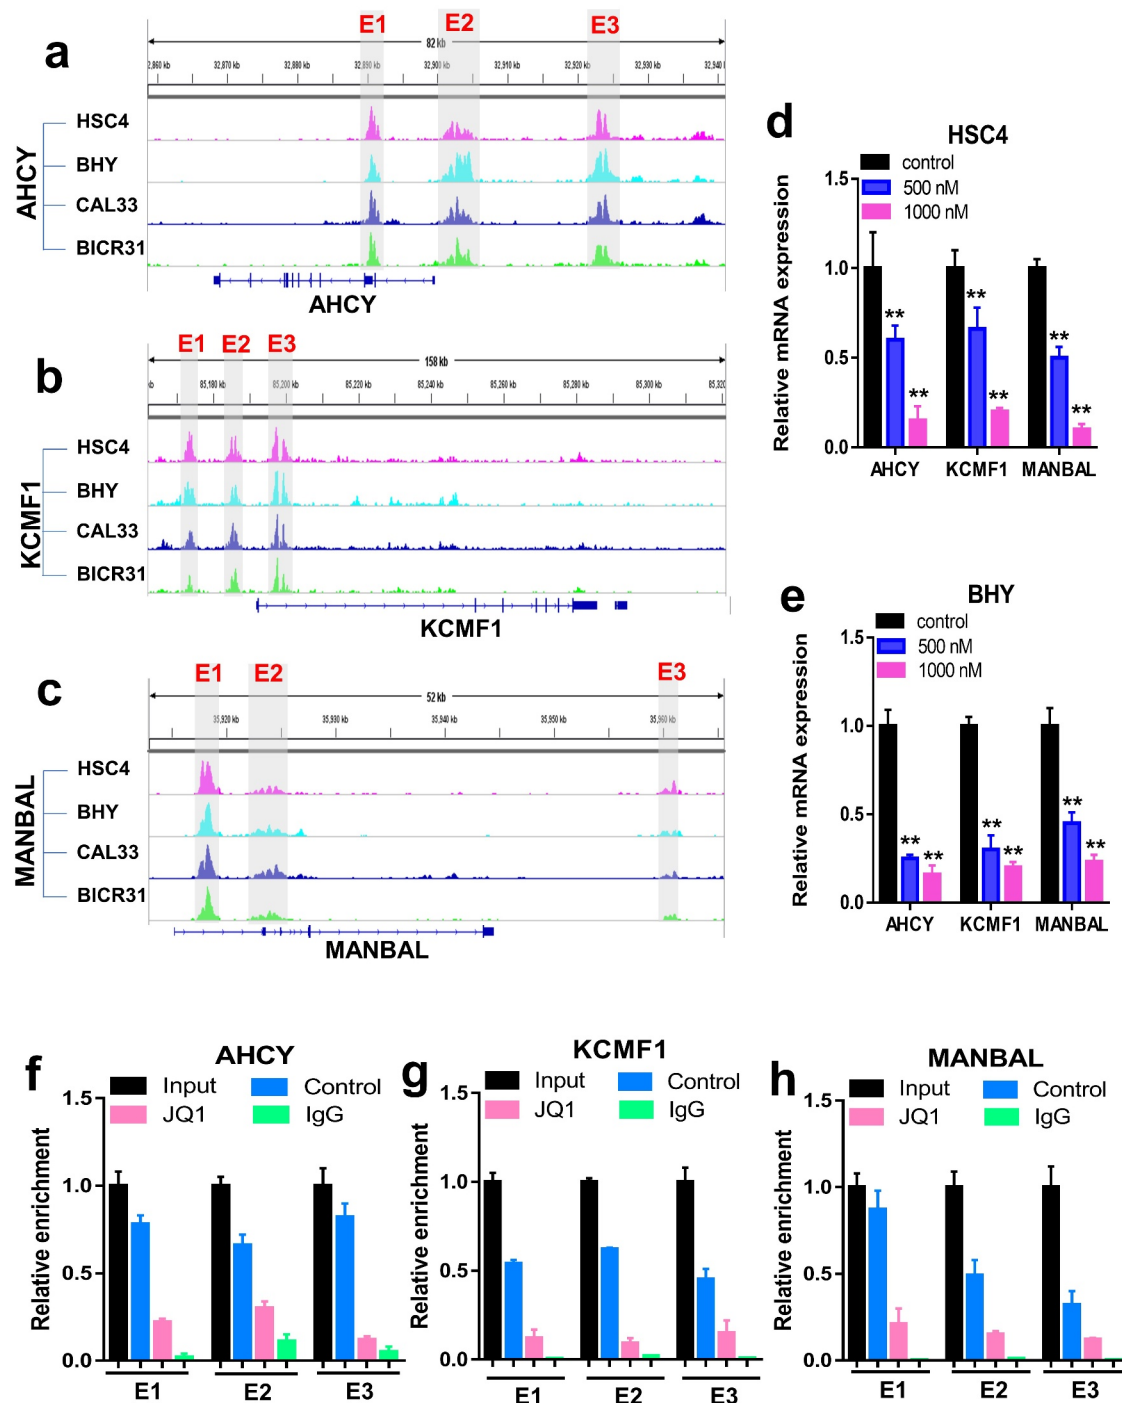 a
E1 E2 E3
82 kb
32,860 kb 32,870 kb 32,880 kb 32,890 kb 32,900 kb 32,910 kb 32,920 kb 32,930 kb 32,940
AHCY
HSC4
BHY
CAL33
BICR31
AHCY
b
E1 E2 E3
158 kb
kb 85,180 kb 85,200 kb 85,220 kb 85,240 kb 85,260 kb 85,280 kb 85,300 kb 85,320
KCMF1
HSC4
BHY
CAL33
BICR31
KCMF1
c
E1 E2 E3
52 kb
35,920 kb 35,930 kb 35,940 kb 35,950 kb 35,960 kb
MANBAL
HSC4
BHY
CAL33
BICR31
MANBAL
d
HSC4
control
500 nM
1000 nM
Relative mRNA expression
1.5
1.0
0.5
0.0
** ** ** ** ** **
AHCY KCMF1 MANBAL
e
BHY
control
500 nM
1000 nM
Relative mRNA expression
1.5
1.0
0.5
0.0
** ** ** ** ** **
AHCY KCMF1 MANBAL
f
AHCY
Input Control
JQ1 IgG
Relative enrichment
1.5
1.0
0.5
0.0
E1 E2 E3
g
KCMF1
Input Control
JQ1 IgG
Relative enrichment
1.5
1.0
0.5
0.0
E1 E2 E3
h
MANBAL
Input Control
JQ1 IgG
Relative enrichment
1.5
1.0
0.5
0.0
E1 E2 E3